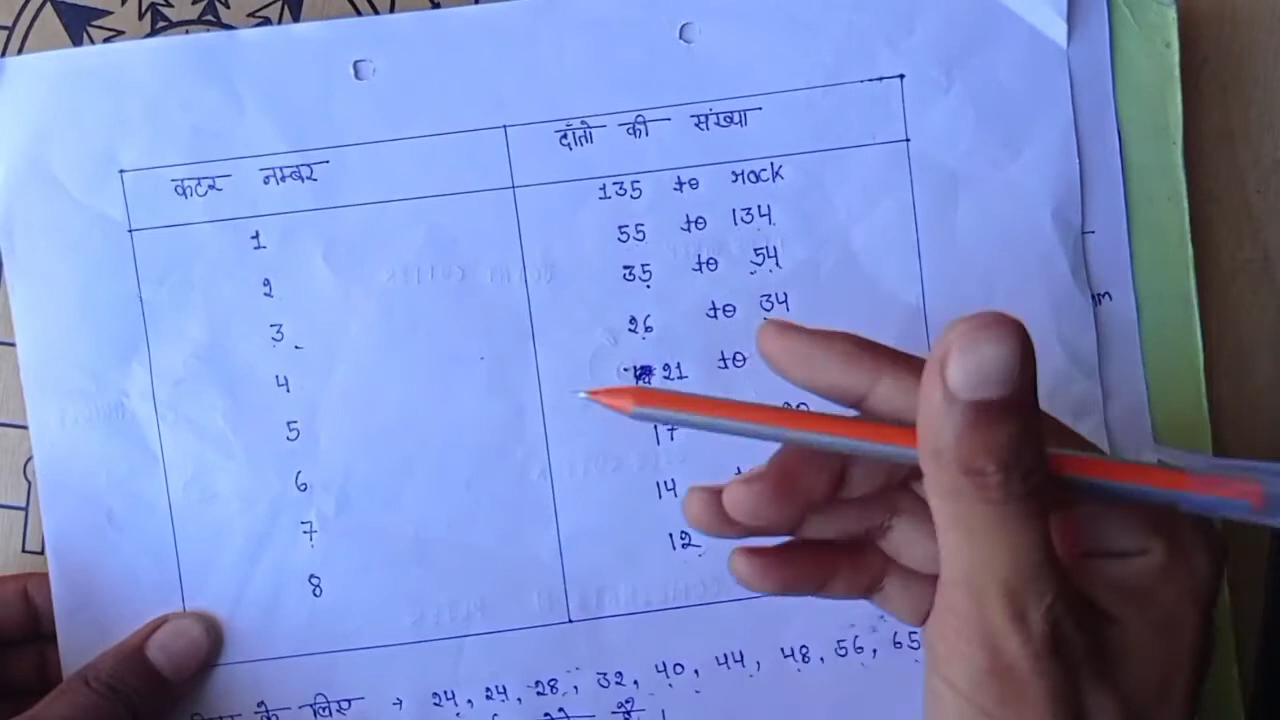 कटर नम्बर दाँतो की संख्या
1 135 to rock
2 55 to 134
3 35 to 54
4 26 to 34
5 21 to
6 17
7 14
8 12
के लिए → 24, 24, 28, 32, 40, 44, 48, 56, 65